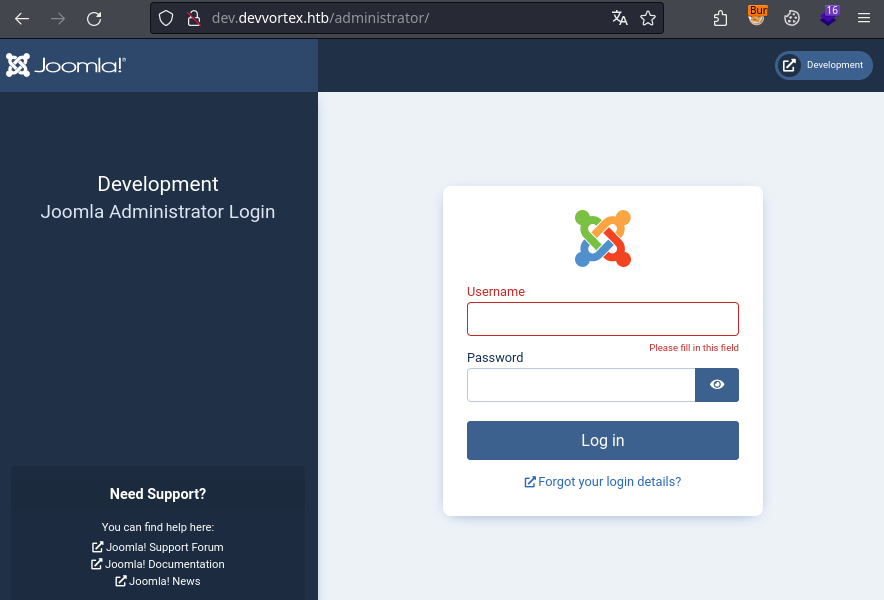 dev.devvortex.htb/administrator/
Bur
16
Joomla!®
Development
Development
Joomla Administrator Login
Username
Please fill in this field
Password
Log in
Forgot your login details?
Need Support?
You can find help here:
Joomla! Support Forum
Joomla! Documentation
Joomla! News